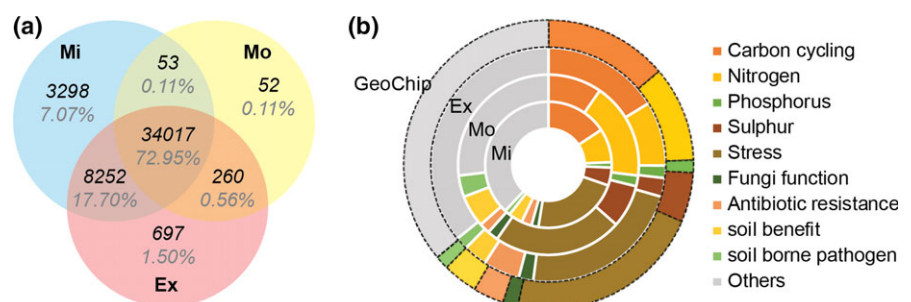 (a)
Mi
Mo
53
0.11%
3298
7.07%
52
0.11%
34017
72.95%
8252
17.70%
260
0.56%
697
1.50%
Ex
(b)
GeoChip
Ex
Mo
Mi
Carbon cycling
Nitrogen
Phosphorus
Sulphur
Stress
Fungi function
Antibiotic resistance
soil benefit
soil borne pathogen
Others